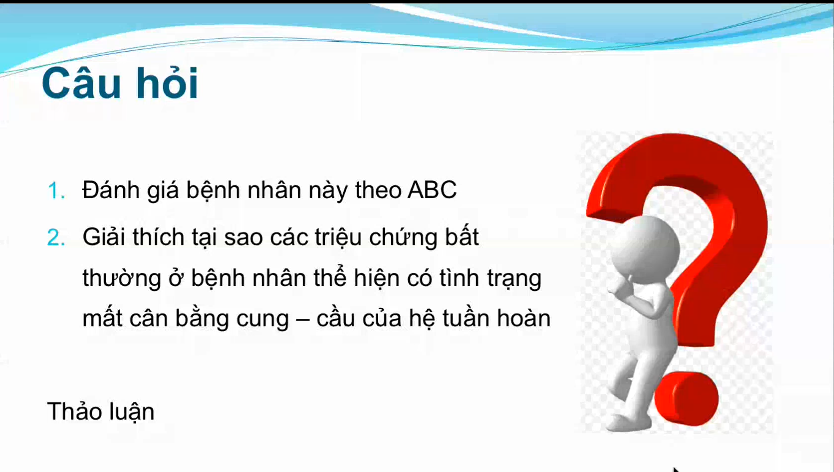 Câu hỏi
1. Đánh giá bệnh nhân này theo ABC
2. Giải thích tại sao các triệu chứng bất
thường ở bệnh nhân thể hiện có tình trạng
mất cân bằng cung – cầu của hệ tuần hoàn
Thảo luận